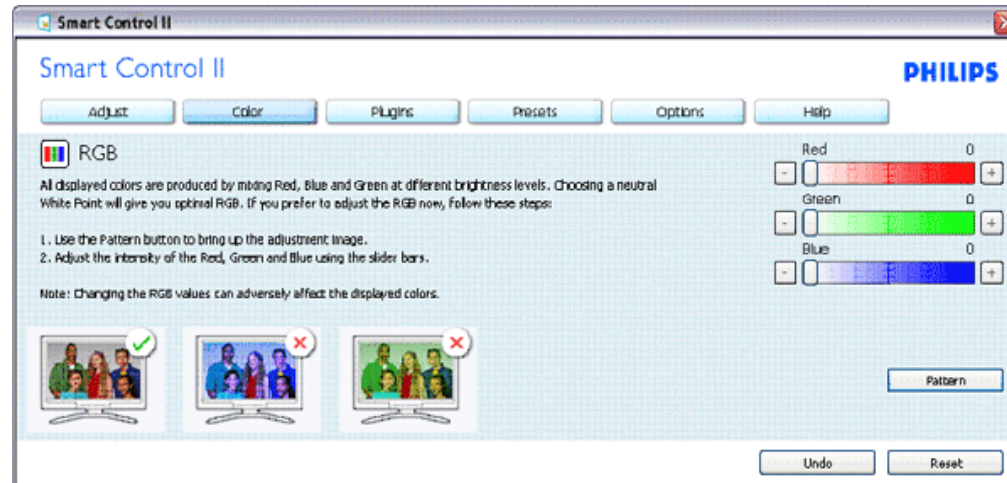 Smart Control II
Smart Control II
PHILIPS
Adjust Color Plugins Presets Options Help
RGB
All displayed colors are produced by mixing Red, Blue and Green at different brightness levels. Choosing a neutral
White Point will give you optimal RGB. If you prefer to adjust the RGB now, follow these steps:
1. Use the Pattern button to bring up the adjustment image.
2. Adjust the intensity of the Red, Green and Blue using the slider bars.
Note: Changing the RGB values can adversely affect the displayed colors.
Red 0
- +
Green 0
- +
Blue 0
- +
Pattern
Undo Reset